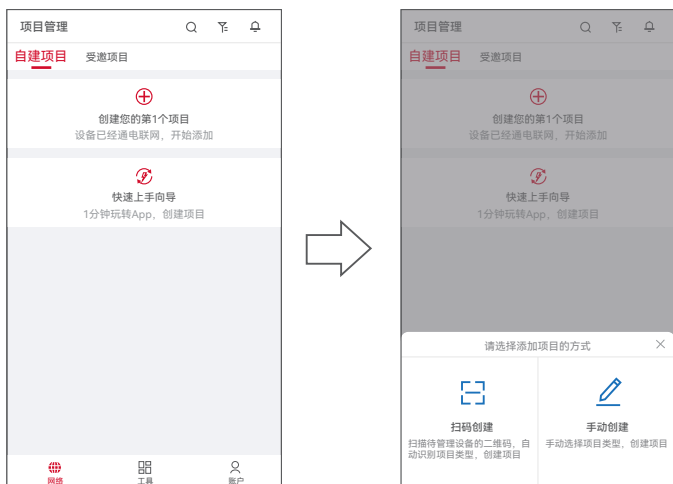 项目管理
自建项目 受邀项目
创建您的第1个项目
设备已经通电联网，开始添加
快速上手向导
1分钟玩转App，创建项目
网络 工具 账户
项目管理
自建项目 受邀项目
创建您的第1个项目
设备已经通电联网，开始添加
快速上手向导
1分钟玩转App，创建项目
请选择添加项目的方式
扫码创建
扫描待管理设备的二维码，自
动识别项目类型，创建项目
手动创建
手动选择项目类型，创建项目